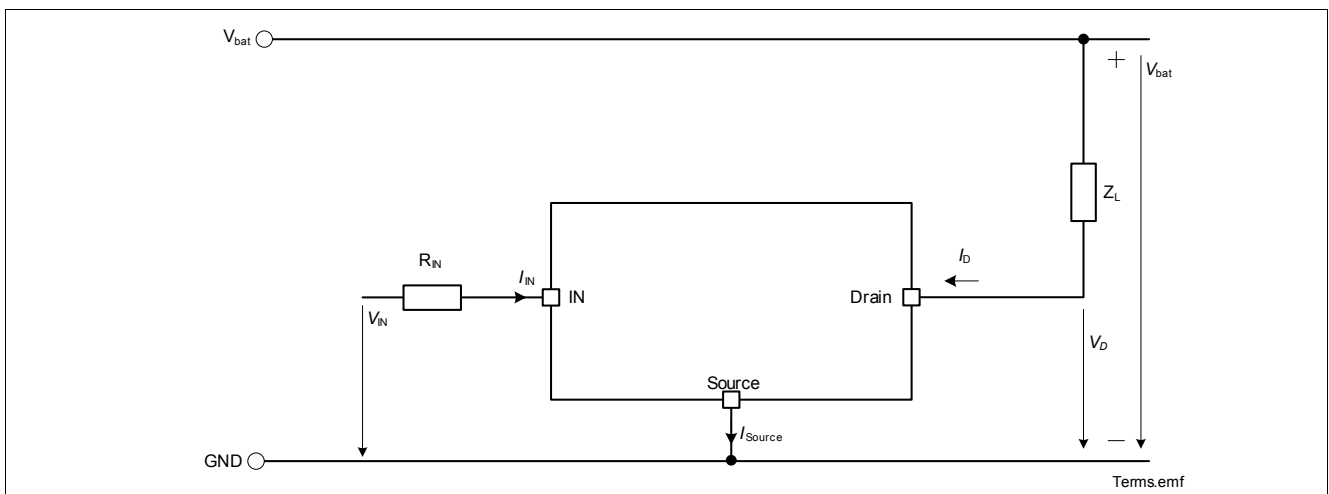 Vbat
Vbat
ZL
RIN
IIN
ID
IN
Drain
VIN
VD
Source
ISource
GND
Terms.emf